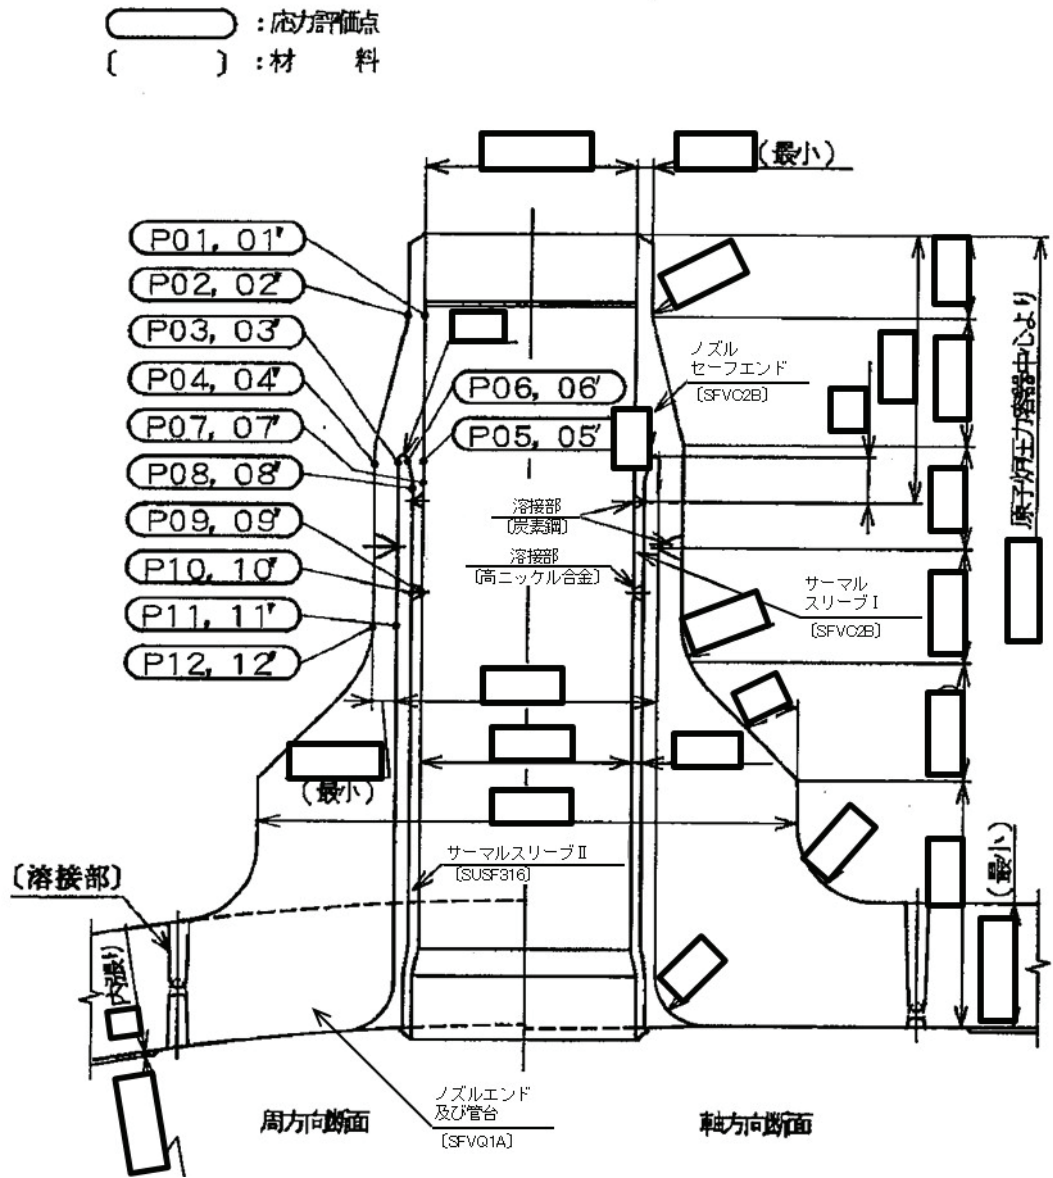 ：応力評価点
〔　　　〕：材　料
（最小）
P01, 01'
P02, 02'
P03, 03'
P04, 04'
P07, 07'
P08, 08'
P09, 09'
P10, 10'
P11, 11'
P12, 12'
P06, 06'
P05, 05'
ノズル
セーフエンド
〔SFVC2B〕
原子炉圧力容器中心より
溶接部
〔炭素鋼〕
溶接部
〔高ニッケル合金〕
サーマル
スリーブⅠ
〔SFVC2B〕
（最小）
サーマルスリーブⅡ
〔SUSF316〕
（最小）
〔溶接部〕
内張り
ノズルエンド
及び管台
〔SFVQ1A〕
周方向断面
軸方向断面